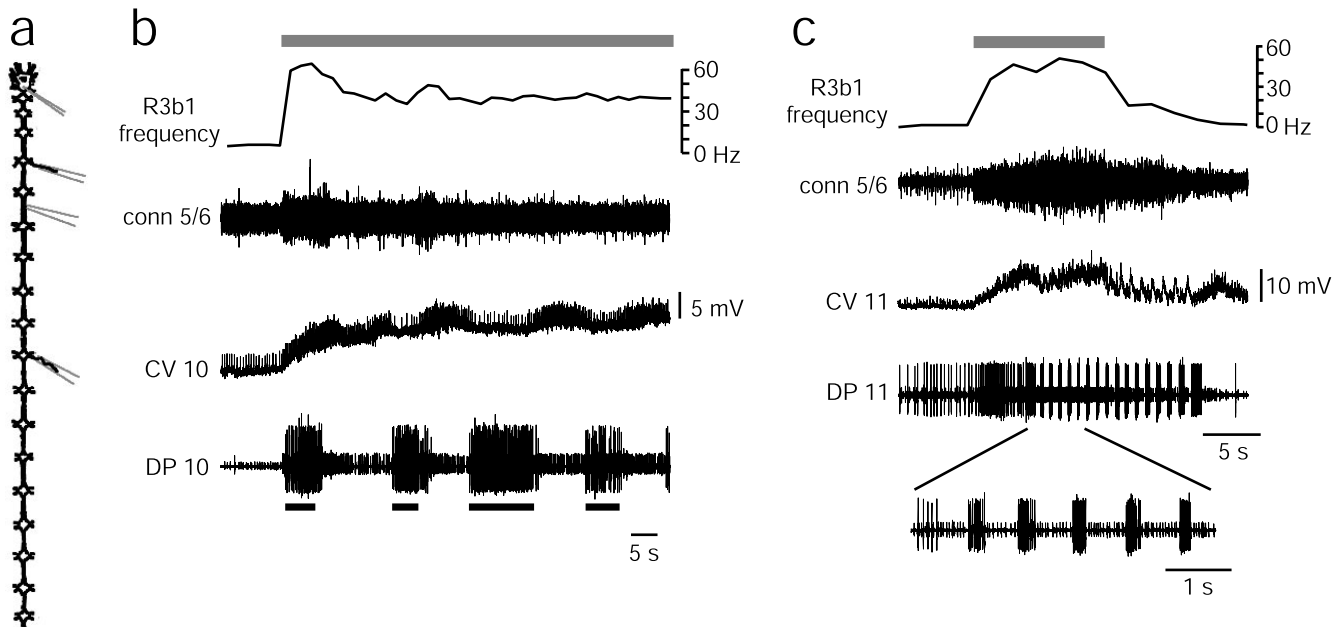 a
b
R3b1
frequency
60
30
0 Hz
conn 5/6
CV 10
5 mV
DP 10
5 s
c
R3b1
frequency
60
30
0 Hz
conn 5/6
CV 11
10 mV
DP 11
5 s
1 s